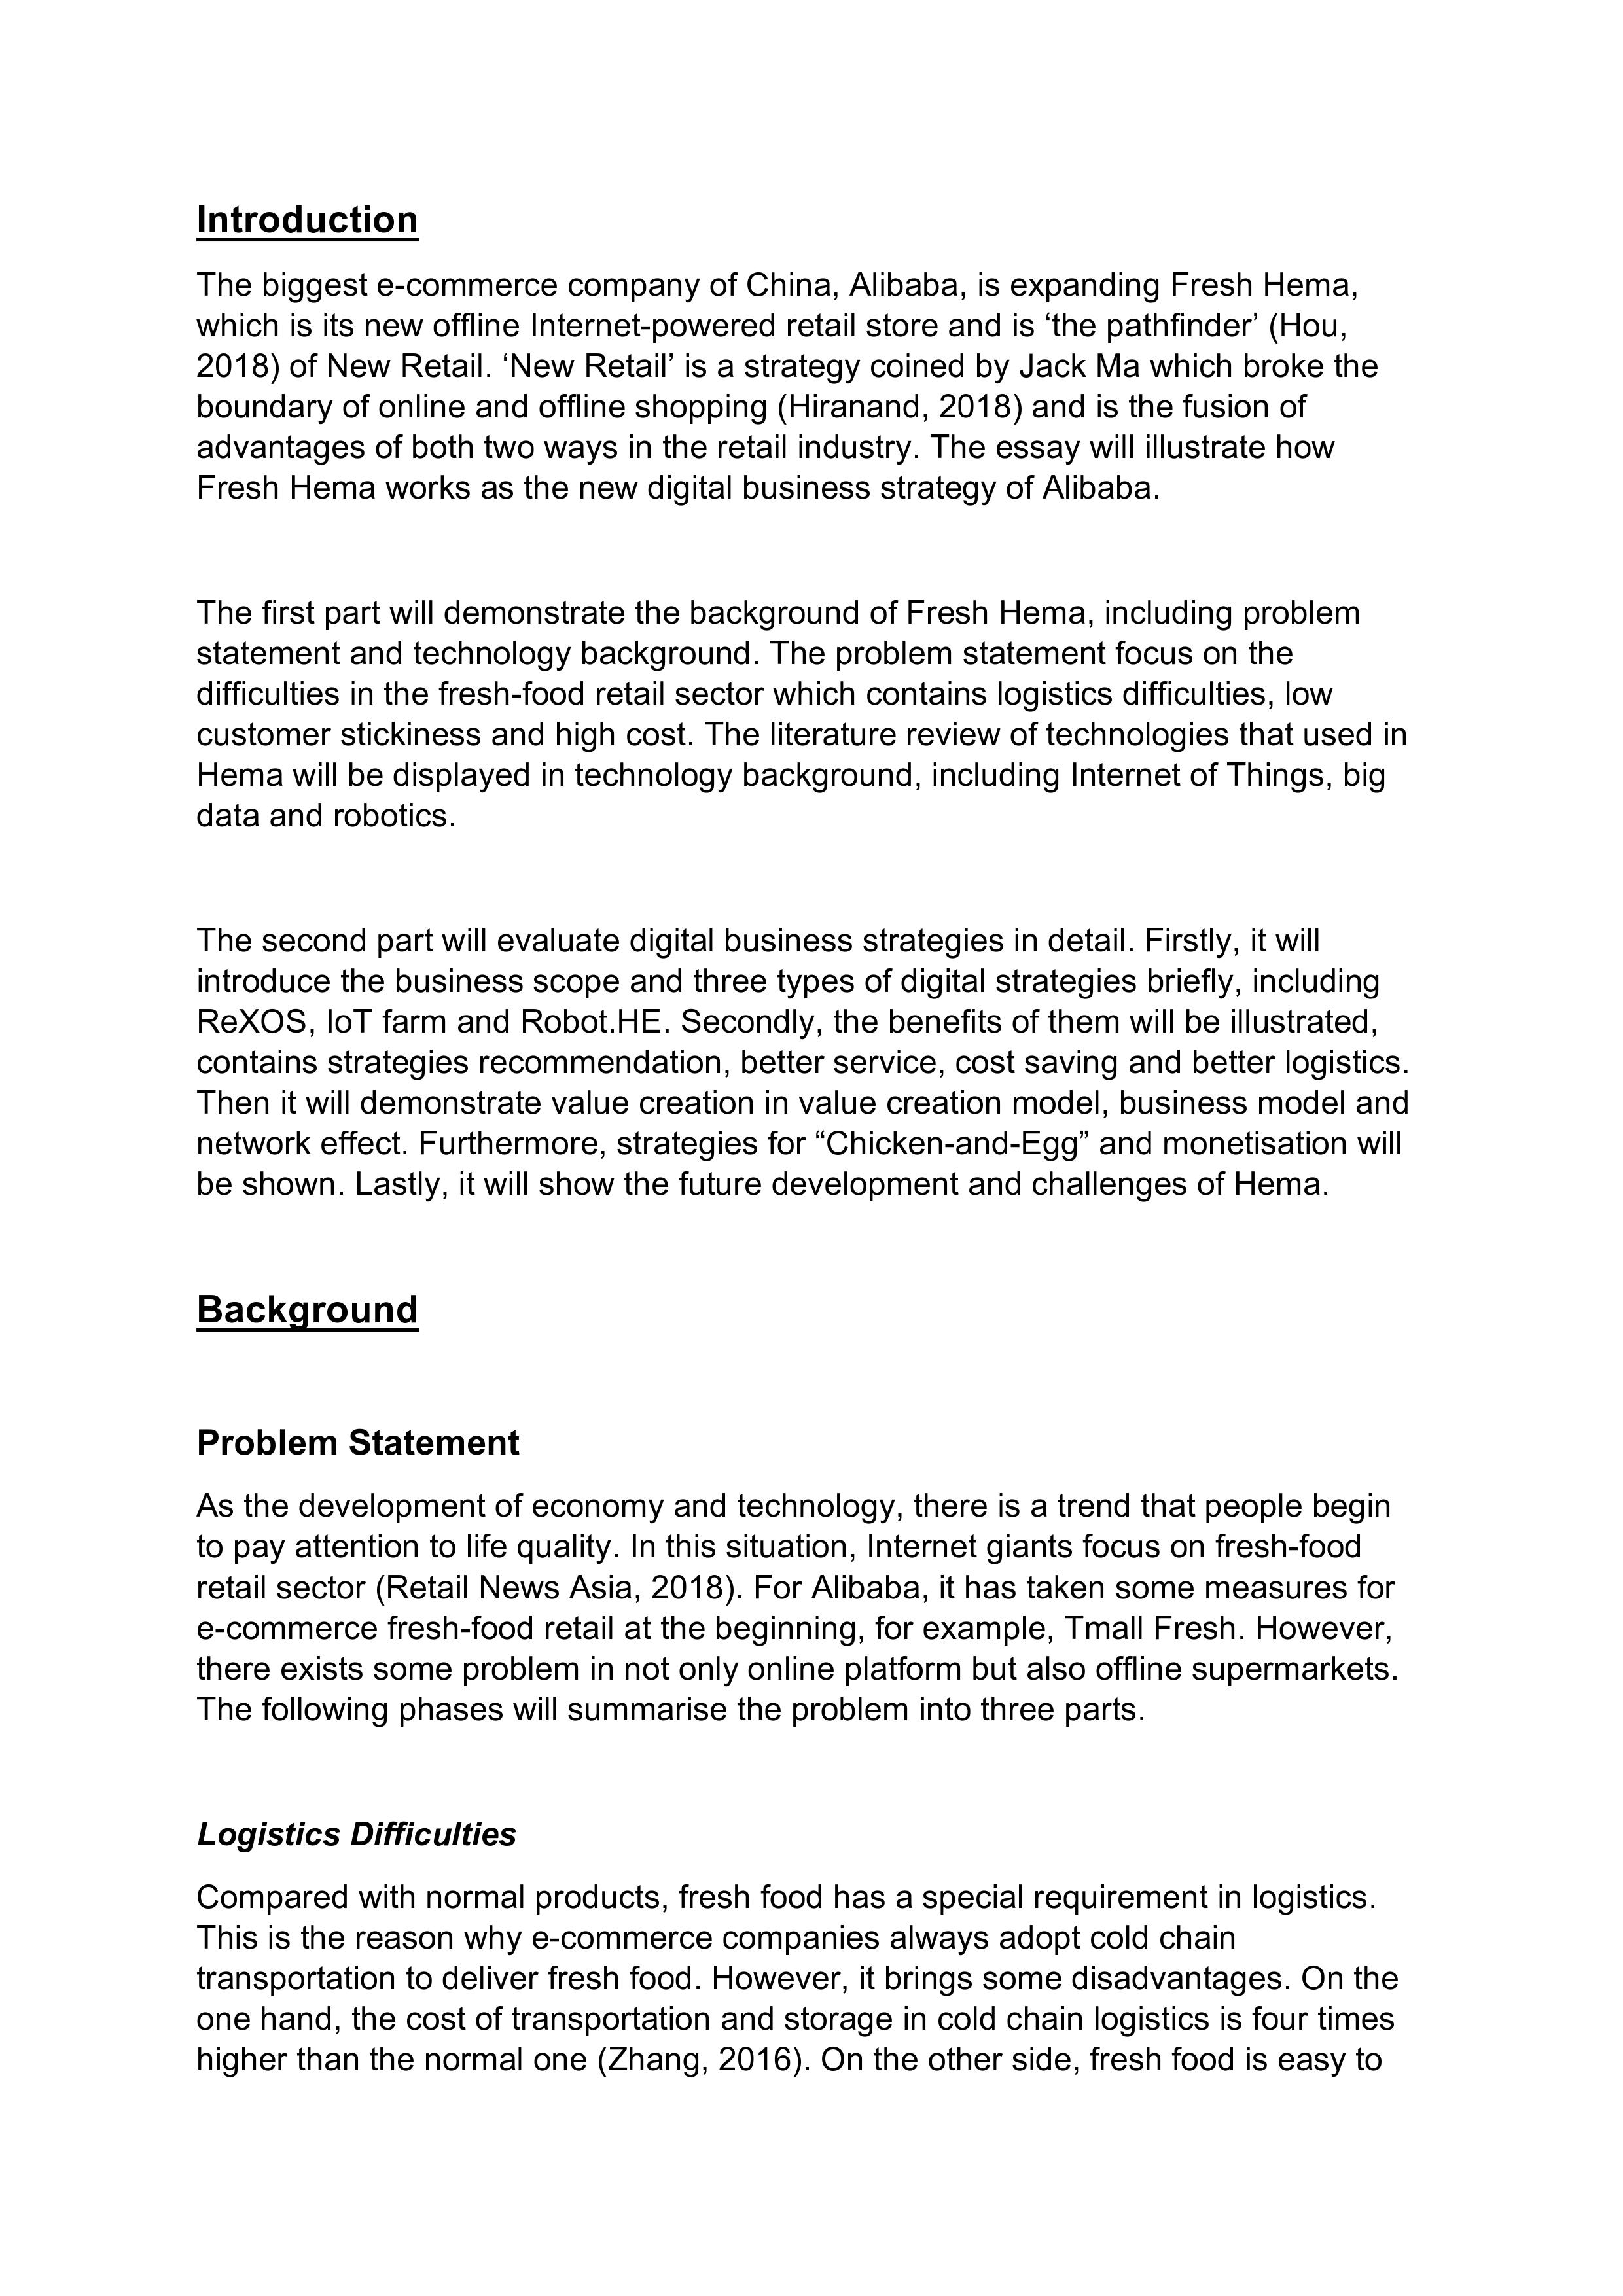 Introduction
The biggest e-commerce company of China, Alibaba, is expanding Fresh Hema,
which is its new offline Internet-powered retail store and is ‘the pathfinder’ (Hou,
2018) of New Retail. ‘New Retail’ is a strategy coined by Jack Ma which broke the
boundary of online and offline shopping (Hiranand, 2018) and is the fusion of
advantages of both two ways in the retail industry. The essay will illustrate how
Fresh Hema works as the new digital business strategy of Alibaba.
The first part will demonstrate the background of Fresh Hema, including problem
statement and technology background. The problem statement focus on the
difficulties in the fresh-food retail sector which contains logistics difficulties, low
customer stickiness and high cost. The literature review of technologies that used in
Hema will be displayed in technology background, including Internet of Things, big
data and robotics.
The second part will evaluate digital business strategies in detail. Firstly, it will
introduce the business scope and three types of digital strategies briefly, including
ReXOS, IoT farm and Robot.HE. Secondly, the benefits of them will be illustrated,
contains strategies recommendation, better service, cost saving and better logistics.
Then it will demonstrate value creation in value creation model, business model and
network effect. Furthermore, strategies for “Chicken-and-Egg” and monetisation will
be shown. Lastly, it will show the future development and challenges of Hema.
Background
Problem Statement
As the development of economy and technology, there is a trend that people begin
to pay attention to life quality. In this situation, Internet giants focus on fresh-food
retail sector (Retail News Asia, 2018). For Alibaba, it has taken some measures for
e-commerce fresh-food retail at the beginning, for example, Tmall Fresh. However,
there exists some problem in not only online platform but also offline supermarkets.
The following phases will summarise the problem into three parts.
Logistics Difficulties
Compared with normal products, fresh food has a special requirement in logistics.
This is the reason why e-commerce companies always adopt cold chain
transportation to deliver fresh food. However, it brings some disadvantages. On the
one hand, the cost of transportation and storage in cold chain logistics is four times
higher than the normal one (Zhang, 2016). On the other side, fresh food is easy to